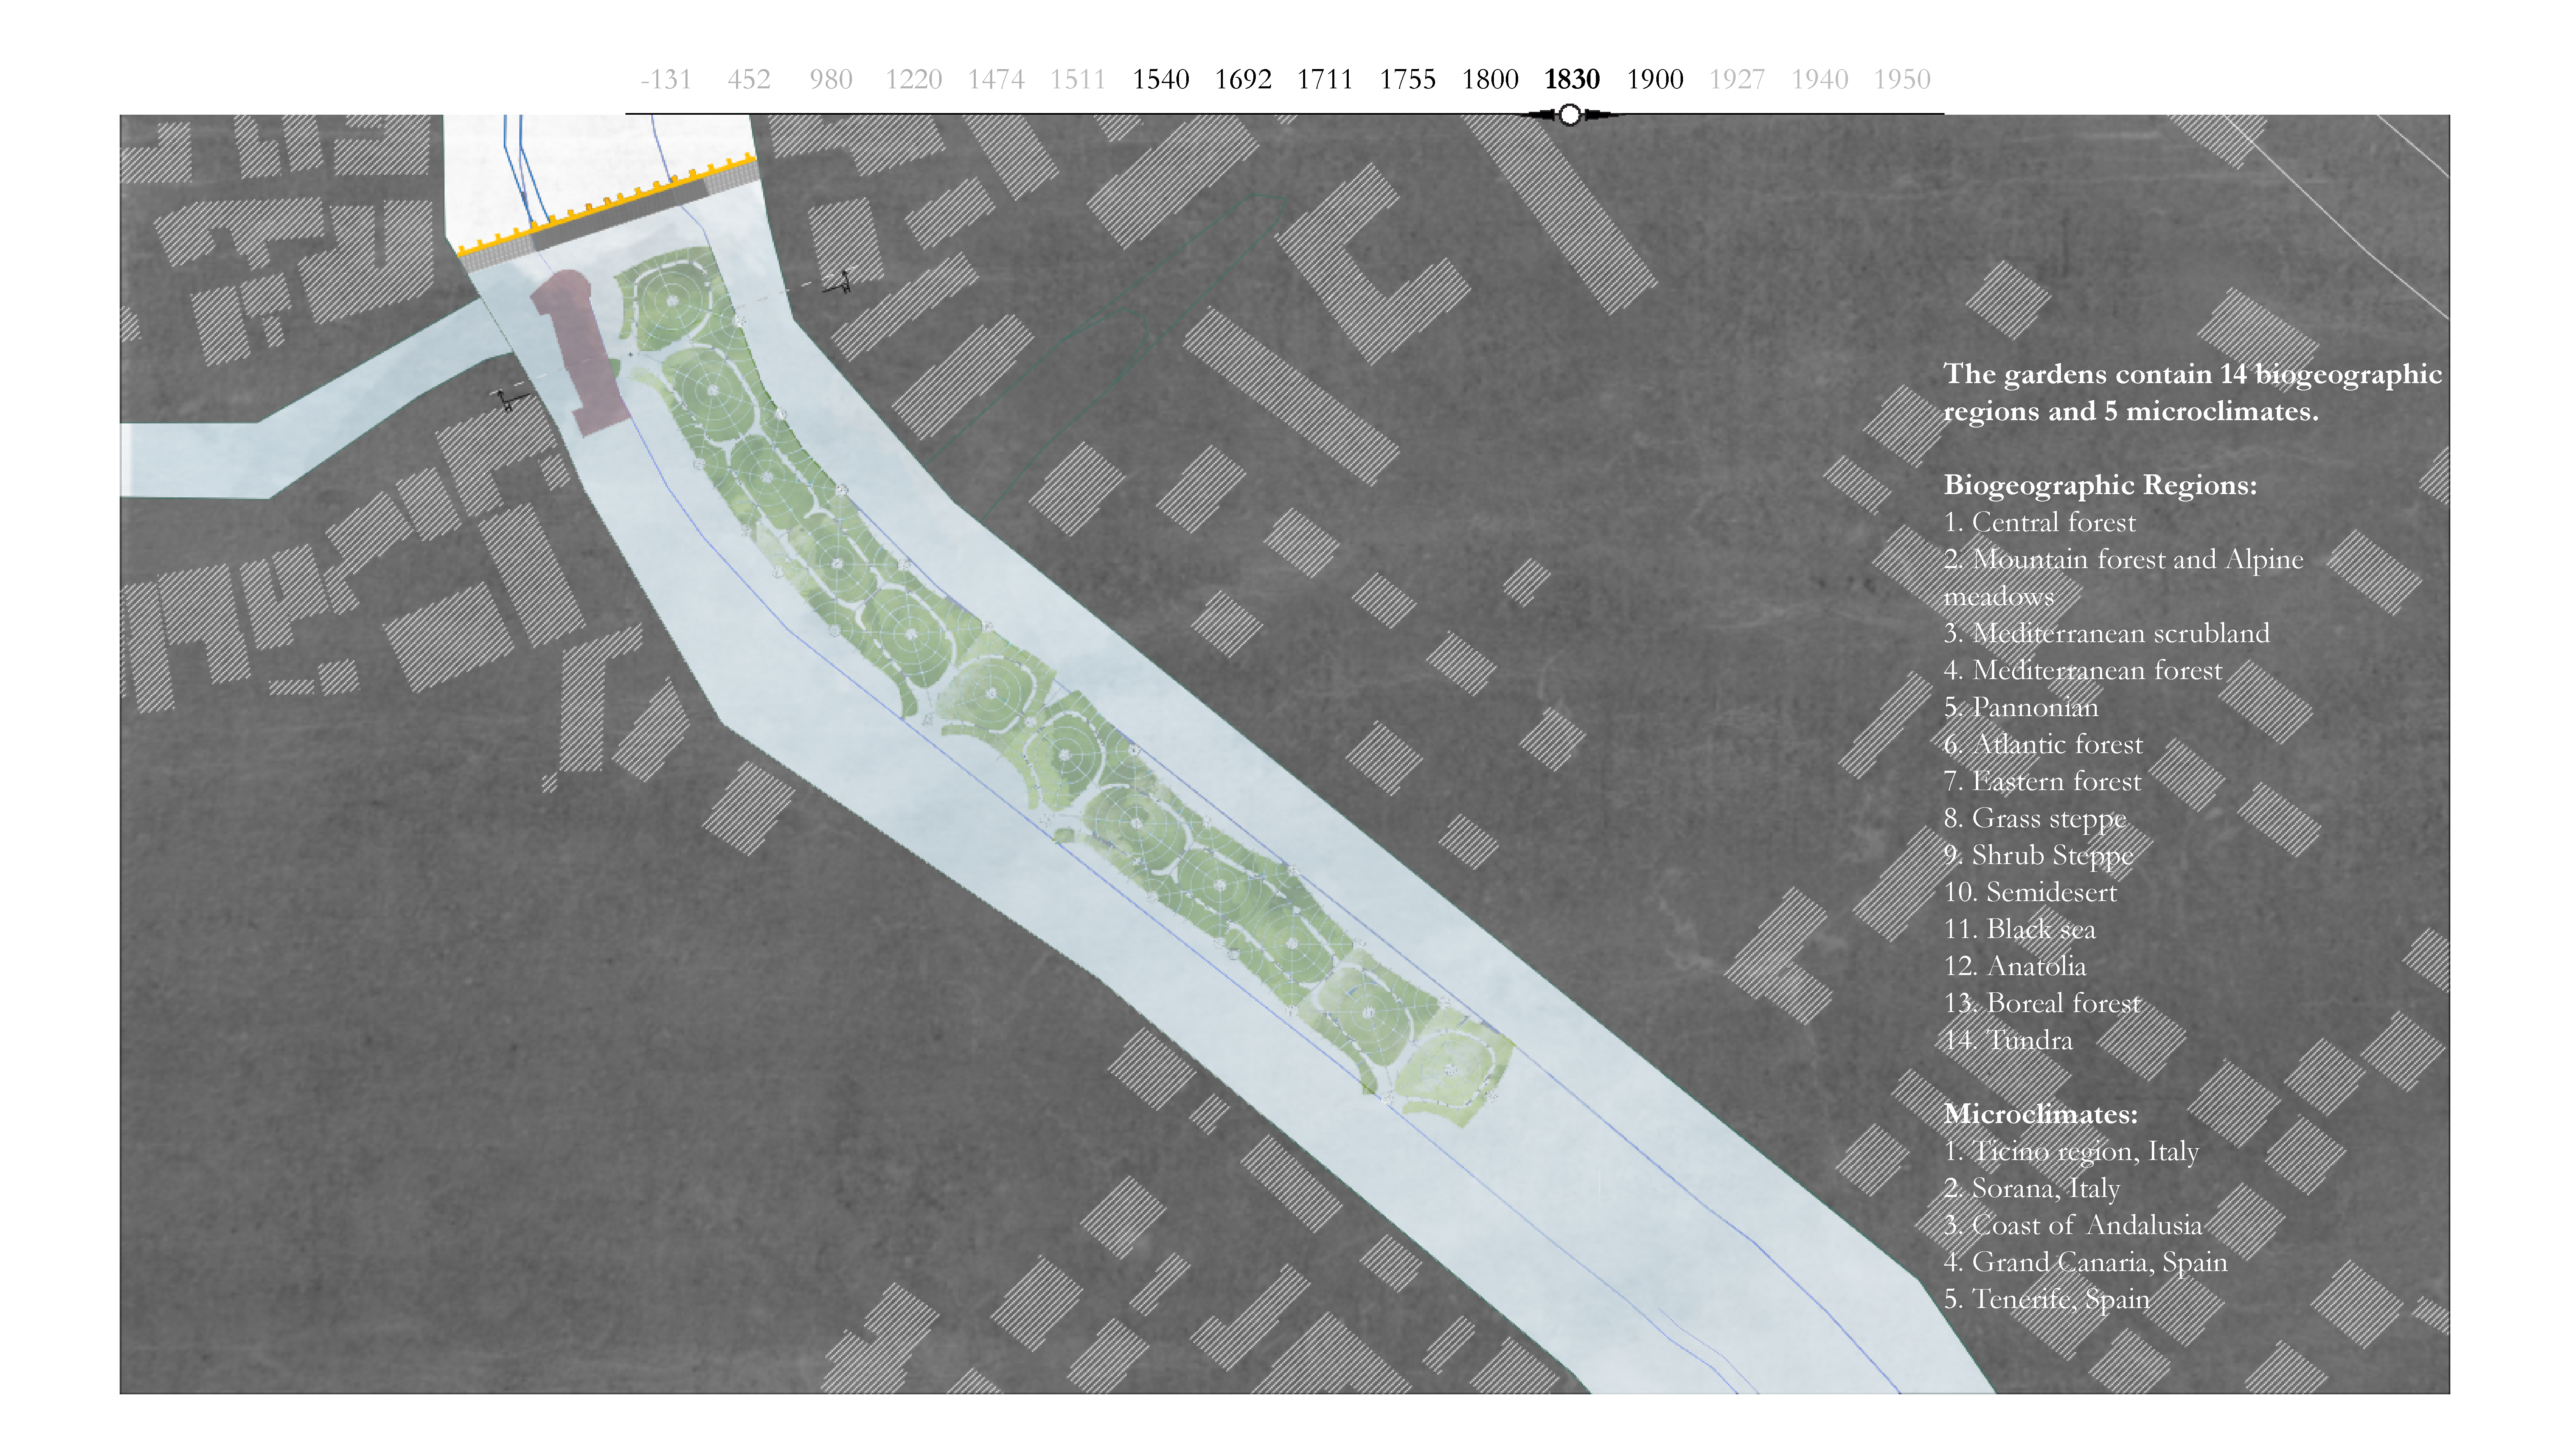 -131 452 980 1220 1474 1511 1540 1692 1711 1755 1800 1830 1900 1927 1940 1950
The gardens contain 14 biogeographic
regions and 5 microclimates.
Biogeographic Regions:
1. Central forest
2. Mountain forest and Alpine
meadows
3. Mediterranean scrubland
4. Mediterranean forest
5. Pannonian
6. Atlantic forest
7. Eastern forest
8. Grass steppe
9. Shrub Steppe
10. Semidesert
11. Black sea
12. Anatolia
13. Boreal forest
14. Tundra
Microclimates:
1. Ticino region, Italy
2. Sorana, Italy
3. Coast of Andalusia
4. Grand Canaria, Spain
5. Tenerife, Spain